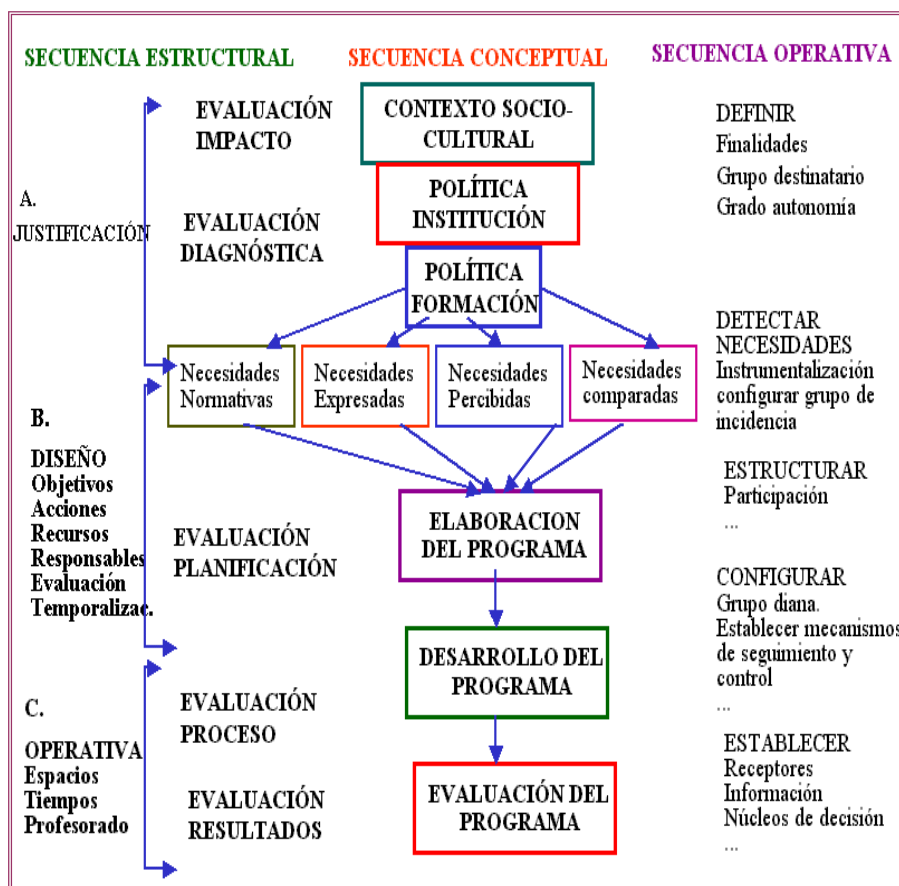 SECUENCIA ESTRUCTURAL
SECUENCIA CONCEPTUAL
SECUENCIA OPERATIVA
A.
JUSTIFICACIÓN
B.
DISEÑO
Objetivos
Acciones
Recursos
Responsables
Evaluación
Temporalizac.
C.
OPERATIVA
Espacios
Tiempos
Profesorado
EVALUACIÓN
IMPACTO
EVALUACIÓN
DIAGNÓSTICA
EVALUACIÓN
PLANIFICACIÓN
EVALUACIÓN
PROCESO
EVALUACIÓN
RESULTADOS
CONTEXTO SOCIO-
CULTURAL
POLÍTICA
INSTITUCIÓN
POLÍTICA
FORMACIÓN
Necesidades
Normativas
Necesidades
Expresadas
Necesidades
Percibidas
Necesidades
comparadas
ELABORACION
DEL PROGRAMA
DESARROLLO DEL
PROGRAMA
EVALUACIÓN DEL
PROGRAMA
DEFINIR
Finalidades
Grupo destinatario
Grado autonomía
DETECTAR
NECESIDADES
Instrumentalización
configurar grupo de
incidencia
ESTRUCTURAR
Participación
...
CONFIGURAR
Grupo diana.
Establecer mecanismos
de seguimiento y
control
...
ESTABLECER
Receptores
Información
Núcleos de decisión
...